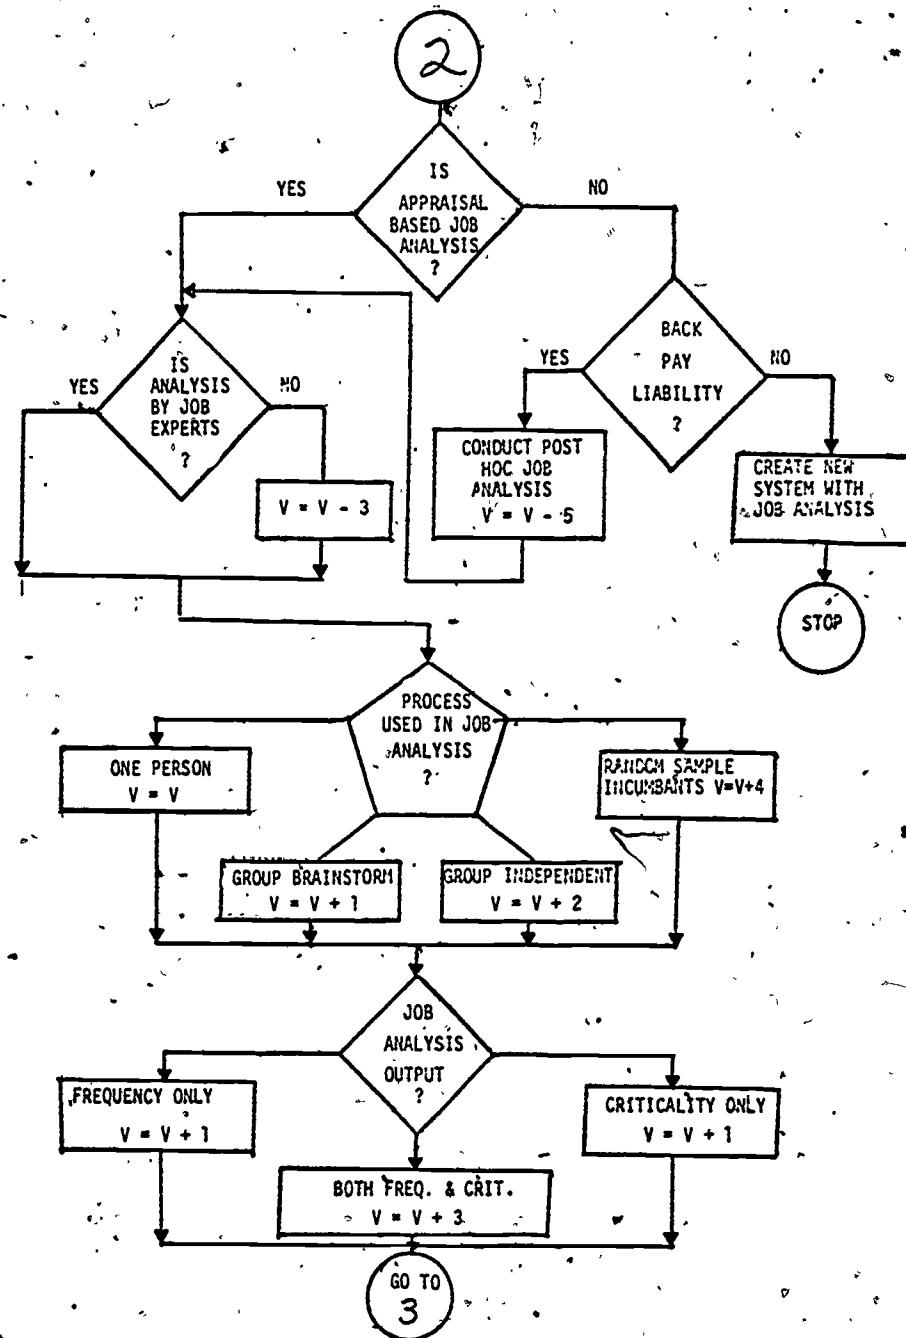 2
IS
APPRAISAL
BASED JOB
ANALYSIS
?
YES
NO
BACK
PAY
LIABILITY
?
YES
NO
IS
ANALYSIS
BY JOB
EXPERTS
?
YES
NO
V = V - 3
CONDUCT POST
HOC JOB
ANALYSIS
V = V - 5
CREATE NEW
SYSTEM WITH
JOB ANALYSIS
STOP
PROCESS
USED IN JOB
ANALYSIS
?
ONE PERSON
V = V
RANDOM SAMPLE
INCUMBANTS V=V+4
GROUP BRAINSTORM
V = V + 1
GROUP INDEPENDENT
V = V + 2
JOB
ANALYSIS
OUTPUT
?
FREQUENCY ONLY
V = V + 1
CRITICALITY ONLY
V = V + 1
BOTH FREQ. & CRIT.
V = V + 3
GO TO
3